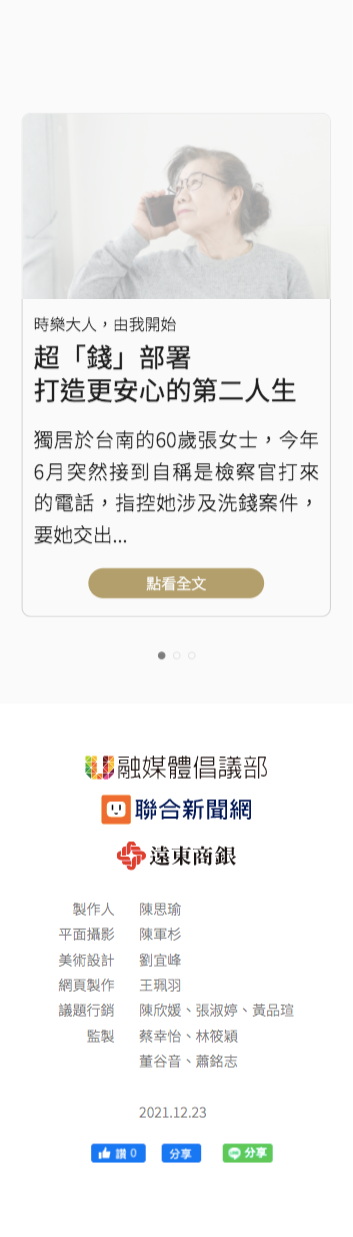 時樂大人，由我開始
超「錢」部署
打造更安心的第二人生
獨居於台南的60歲張女士，今年
6月突然接到自稱是檢察官打來
的電話，指控她涉及洗錢案件，
要她交出...
點看全文
融媒體倡議部
聯合新聞網
遠東商銀
製作人 陳思瑜
平面攝影 陳軍杉
美術設計 劉宜峰
網頁製作 王珮羽
議題行銷 陳欣媛、張淑婷、黃品瑄
監製 蔡幸怡、林筱穎
董谷音、蕭銘志
2021.12.23
讚 0 分享 分享